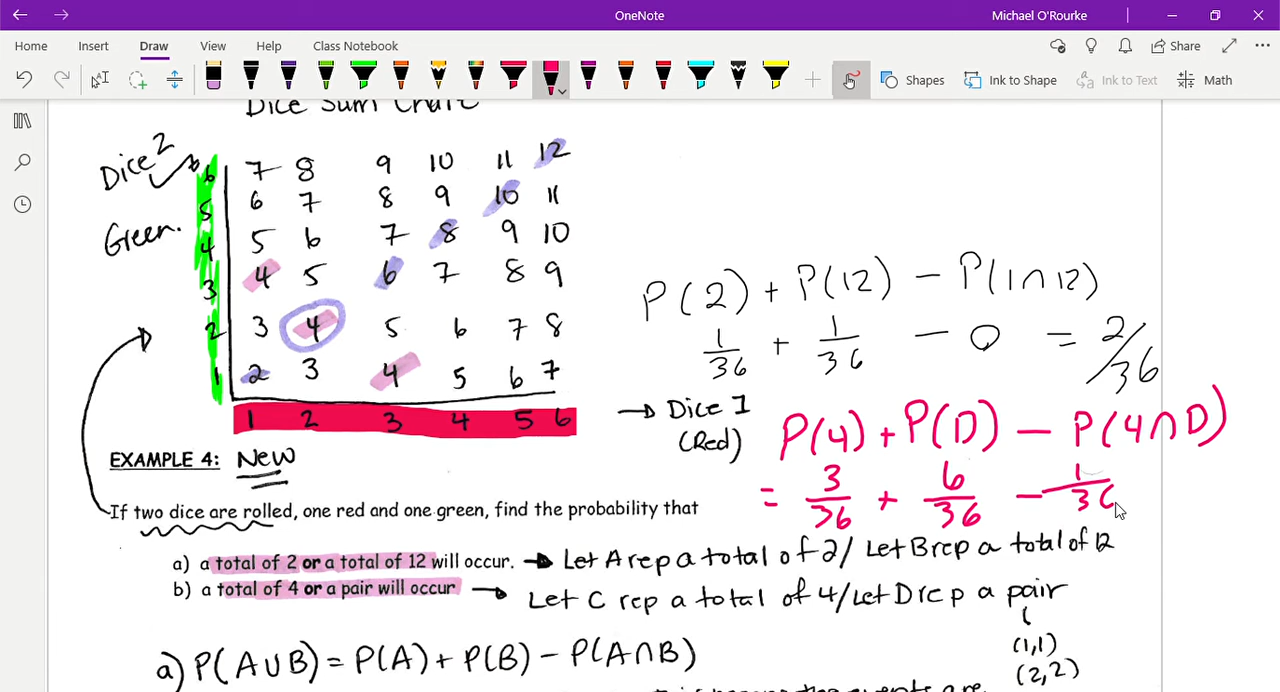 OneNote
Michael O'Rourke
Home Insert Draw View Help Class Notebook
Share
Shapes Ink to Shape Ink to Text Math
Dice Sum Chart
Dice 2
Green.
6 7 8 9 10 11 12
5 6 7 8 9 10 11
4 5 6 7 8 9 10
3 4 5 6 7 8 9
2 3 4 5 6 7 8
1 2 3 4 5 6 7
1 2 3 4 5 6
→ Dice 1
(Red)
P(2) + P(12) − P(1∩12)
1/36 + 1/36 − 0 = 2/36
P(4) + P(D) − P(4∩D)
= 3/36 + 6/36 − 1/36
EXAMPLE 4: New
If two dice are rolled, one red and one green, find the probability that
a) a total of 2 or a total of 12 will occur. → Let A rep a total of 2/ Let B rep a total of 12
b) a total of 4 or a pair will occur → Let C rep a total of 4/Let D rep a pair
(1,1)
(2,2)
a) P(A∪B) = P(A) + P(B) − P(A∩B)